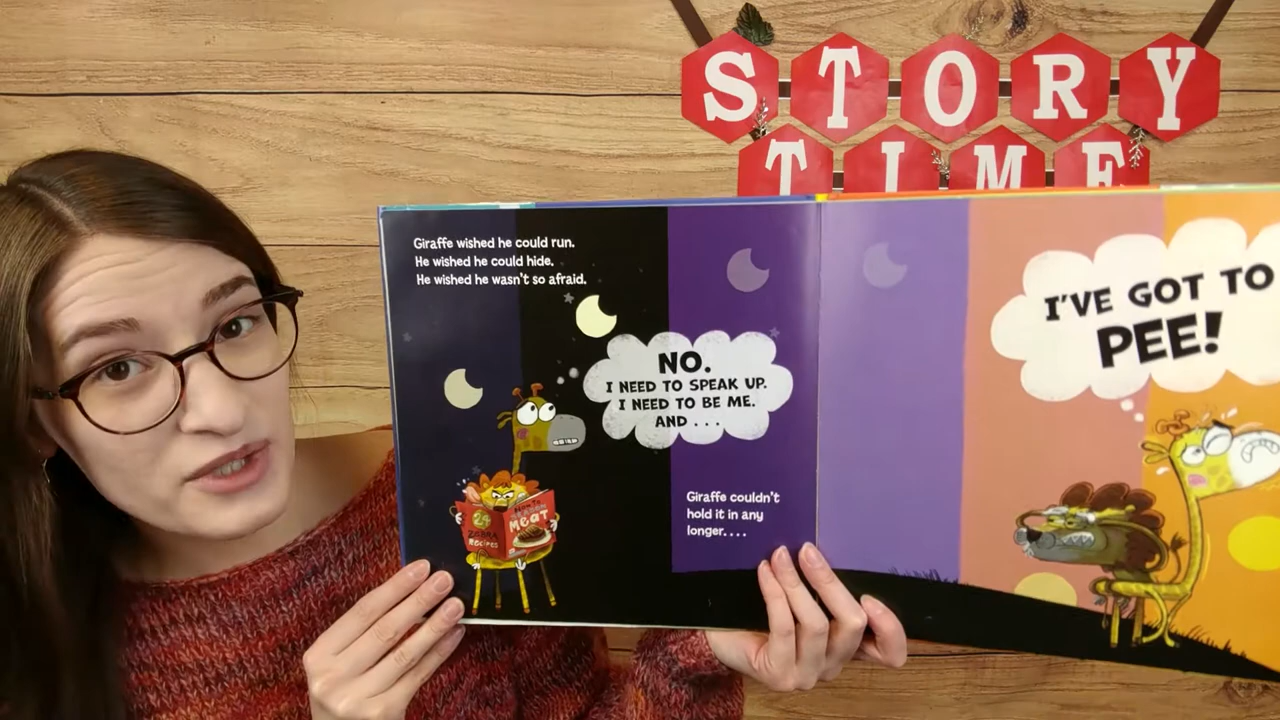 STORY
TIME
Giraffe wished he could run.
He wished he could hide.
He wished he wasn't so afraid.
NO.
I NEED TO SPEAK UP.
I NEED TO BE ME.
AND . . .
Giraffe couldn't
hold it in any
longer. . . .
24
ZEBRA
RECIPES
MEAT
I'VE GOT TO
PEE!